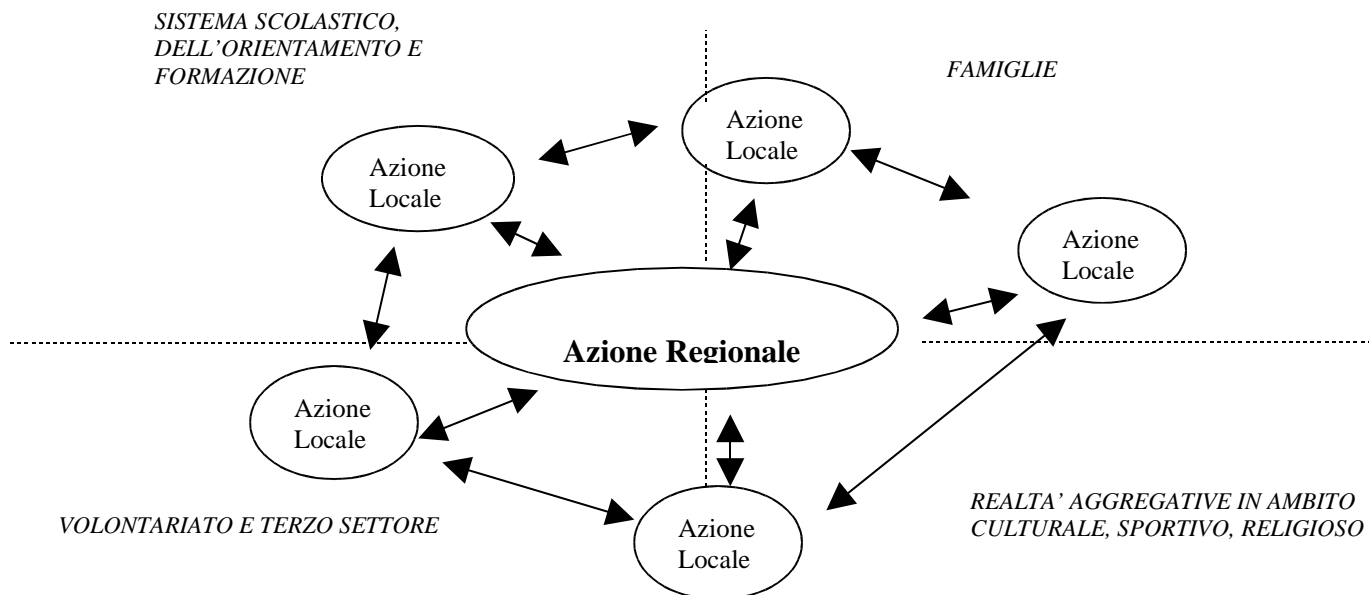 SISTEMA SCOLASTICO,
DELL'ORIENTAMENTO E
FORMAZIONE
FAMIGLIE
Azione
Locale
Azione
Locale
Azione
Locale
Azione Regionale
Azione
Locale
VOLONTARIATO E TERZO SETTORE
REALTA' AGGREGATIVE IN AMBITO
CULTURALE, SPORTIVO, RELIGIOSO
Azione
Locale